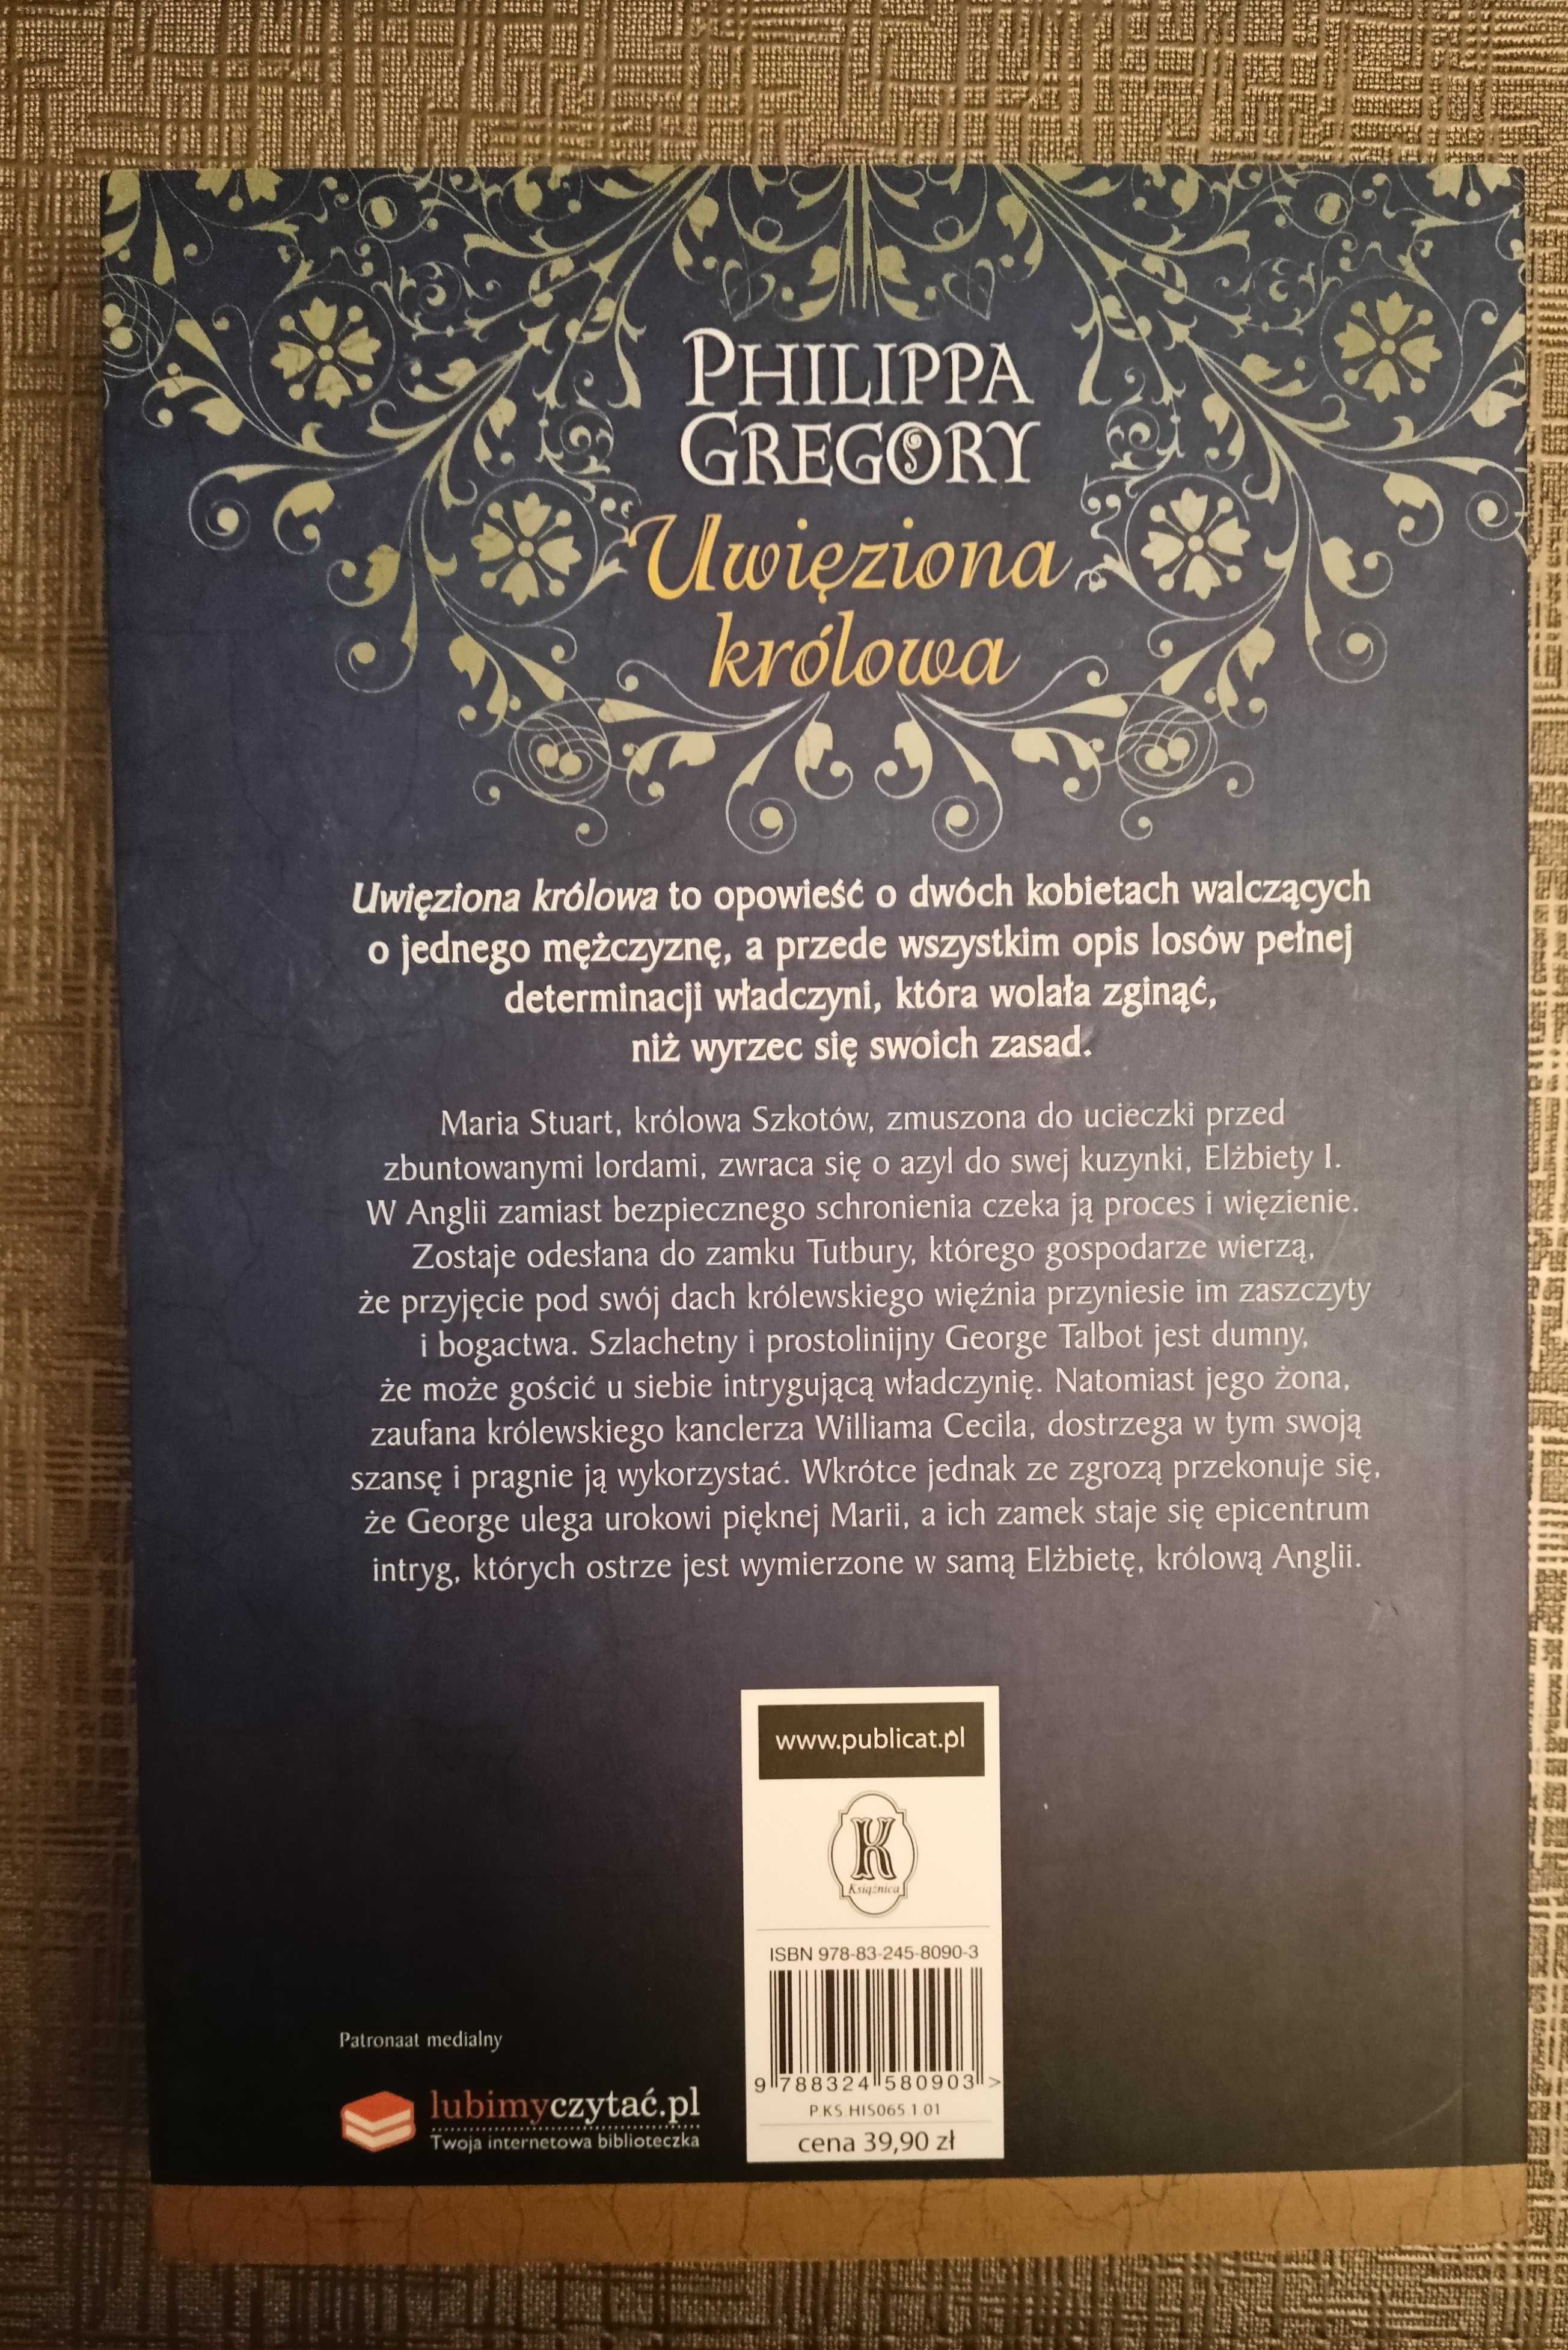 PHILIPPA
GREGORY
Uwięziona
królowa
Uwięziona królowa to opowieść o dwóch kobietach walczących
o jednego mężczyznę, a przede wszystkim opis losów pełnej
determinacji władczyni, która wolała zginąć,
niż wyrzec się swoich zasad.
Maria Stuart, królowa Szkotów, zmuszona do ucieczki przed
zbuntowanymi lordami, zwraca się o azyl do swej kuzynki, Elżbiety I.
W Anglii zamiast bezpiecznego schronienia czeka ją proces i więzienie.
Zostaje odesłana do zamku Tutbury, którego gospodarze wierzą,
że przyjęcie pod swój dach królewskiego więźnia przyniesie im zaszczyty
i bogactwa. Szlachetny i prostolinijny George Talbot jest dumny,
że może gościć u siebie intrygującą władczynię. Natomiast jego żona,
zaufana królewskiego kanclerza Williama Cecila, dostrzega w tym swoją
szansę i pragnie ją wykorzystać. Wkrótce jednak ze zgrozą przekonuje się,
że George ulega urokowi pięknej Marii, a ich zamek staje się epicentrum
intryg, których ostrze jest wymierzone w samą Elżbietę, królową Anglii.
www.publicat.pl
K
Książnica
ISBN 978-83-245-8090-3
9 788324 580903 >
PKS HIS065 1.01
cena 39,90 zł
Patronaat medialny
lubimyczytać.pl
Twoja internetowa biblioteczka